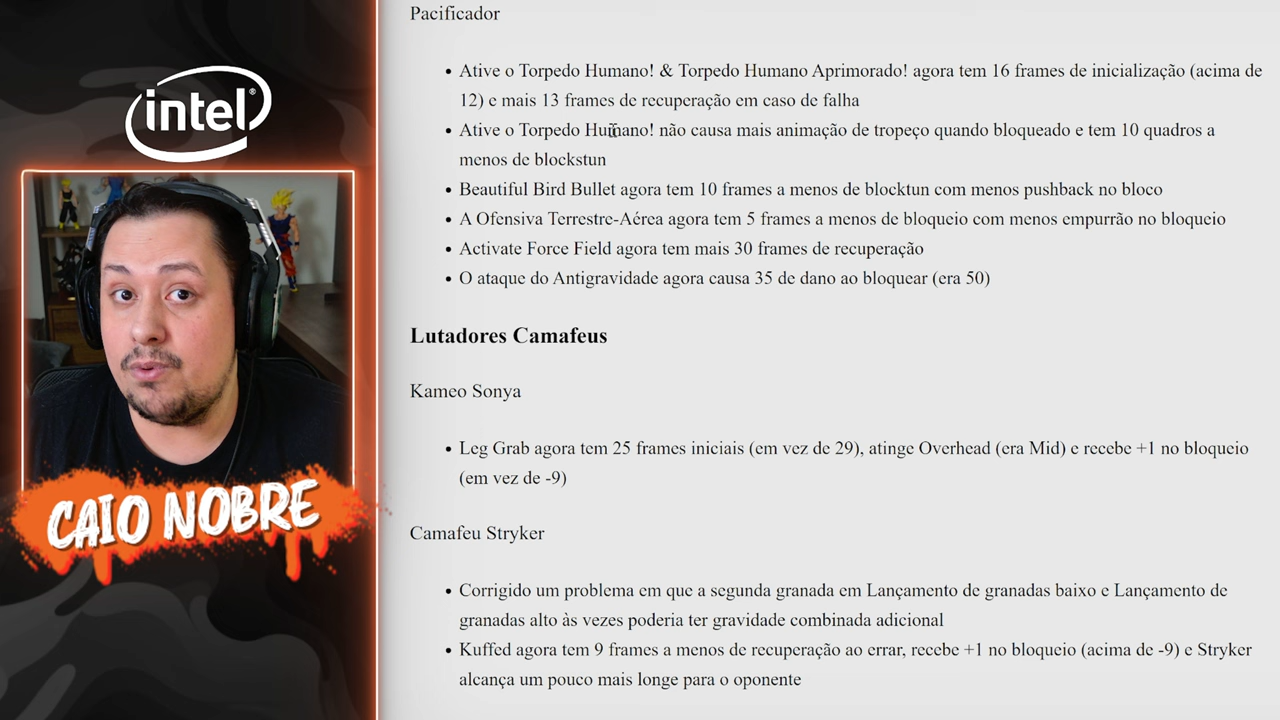 intel®
CAIO NOBRE
Pacificador
• Ative o Torpedo Humano! & Torpedo Humano Aprimorado! agora tem 16 frames de inicialização (acima de
12) e mais 13 frames de recuperação em caso de falha
• Ative o Torpedo Humano! não causa mais animação de tropeço quando bloqueado e tem 10 quadros a
menos de blockstun
• Beautiful Bird Bullet agora tem 10 frames a menos de blocktun com menos pushback no bloco
• A Ofensiva Terrestre-Aérea agora tem 5 frames a menos de bloqueio com menos empurrão no bloqueio
• Activate Force Field agora tem mais 30 frames de recuperação
• O ataque do Antigravidade agora causa 35 de dano ao bloquear (era 50)
Lutadores Camafeus
Kameo Sonya
• Leg Grab agora tem 25 frames iniciais (em vez de 29), atinge Overhead (era Mid) e recebe +1 no bloqueio
(em vez de -9)
Camafeu Stryker
• Corrigido um problema em que a segunda granada em Lançamento de granadas baixo e Lançamento de
granadas alto às vezes poderia ter gravidade combinada adicional
• Kuffed agora tem 9 frames a menos de recuperação ao errar, recebe +1 no bloqueio (acima de -9) e Stryker
alcança um pouco mais longe para o oponente